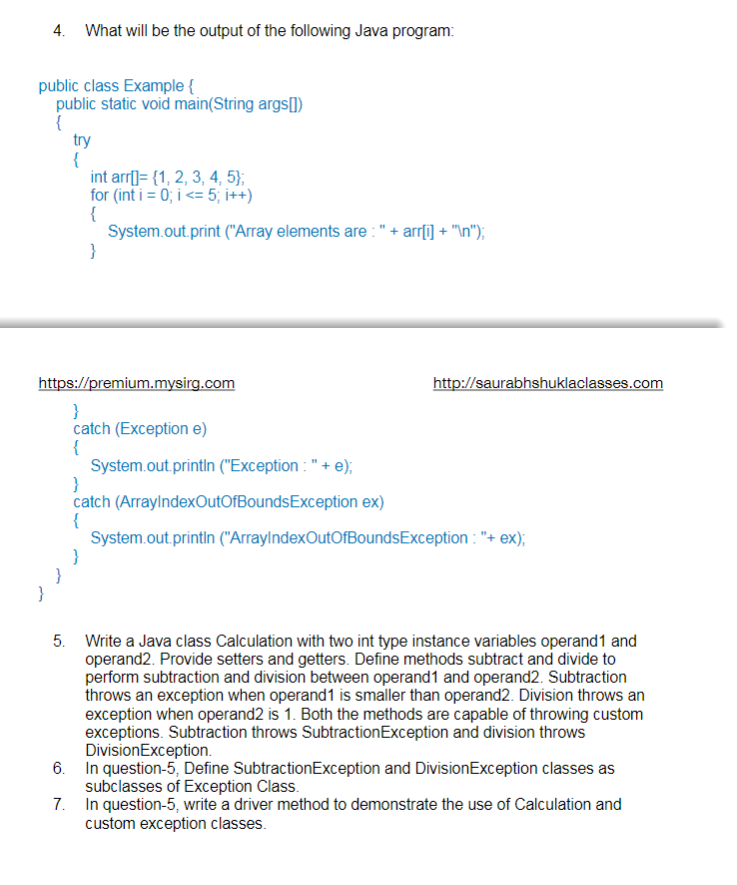 4. What will be the output of the following Java program:
public class Example {
public static void main(String args[])
{
try
{
int arr[]= {1, 2, 3, 4, 5};
for (int i = 0; i <= 5; i++)
{
System.out.print ("Array elements are : " + arr[i] + "\n");
}
https://premium.mysirg.com http://saurabhshuklaclasses.com
}
catch (Exception e)
{
System.out.println ("Exception : " + e);
}
catch (ArrayIndexOutOfBoundsException ex)
{
System.out.println ("ArrayIndexOutOfBoundsException : "+ ex);
}
}
}
5. Write a Java class Calculation with two int type instance variables operand1 and
operand2. Provide setters and getters. Define methods subtract and divide to
perform subtraction and division between operand1 and operand2. Subtraction
throws an exception when operand1 is smaller than operand2. Division throws an
exception when operand2 is 1. Both the methods are capable of throwing custom
exceptions. Subtraction throws SubtractionException and division throws
DivisionException.
6. In question-5, Define SubtractionException and DivisionException classes as
subclasses of Exception Class.
7. In question-5, write a driver method to demonstrate the use of Calculation and
custom exception classes.